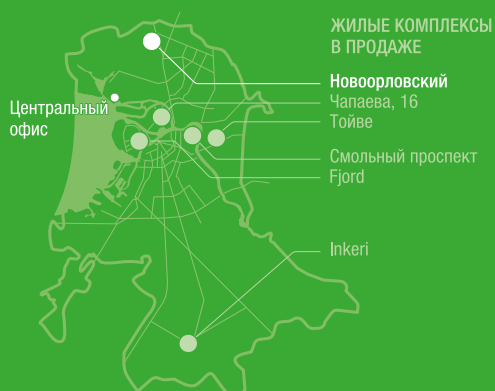 ЖИЛЫЕ КОМПЛЕКСЫ
В ПРОДАЖЕ
Новоорловский
Чапаева, 16
Тойве
Смольный проспект
Fjord
Inkeri
Центральный
офис